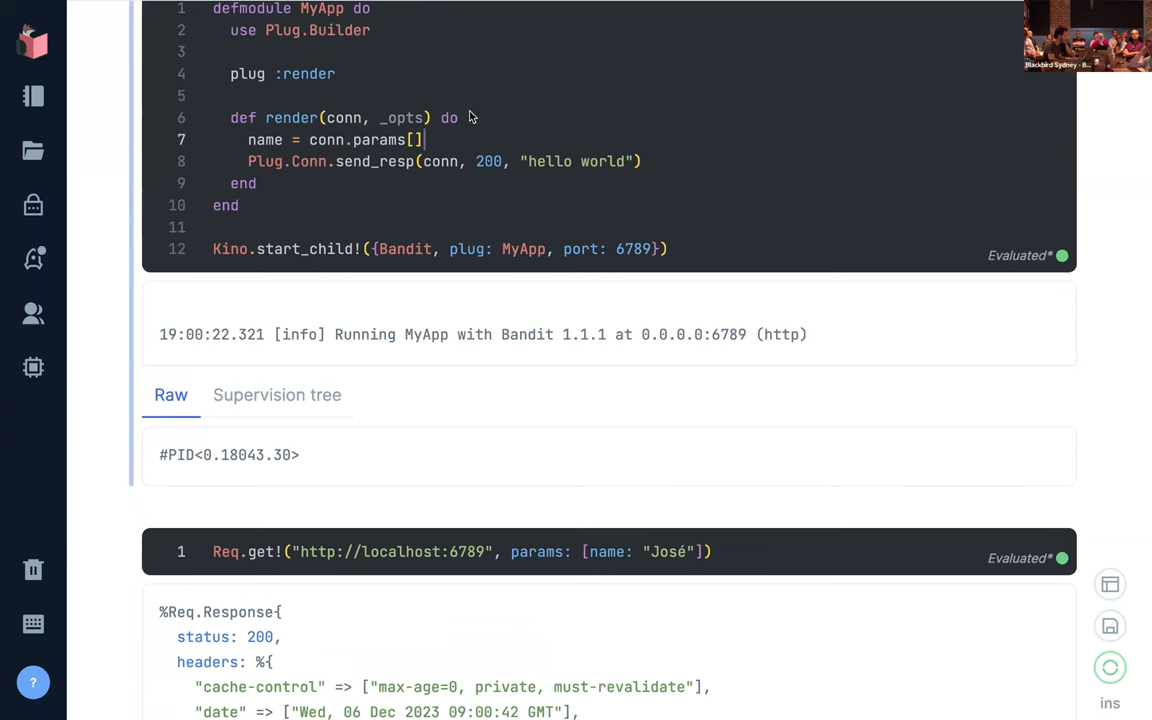 1 defmodule MyApp do
2 use Plug.Builder
3
4 plug :render
5
6 def render(conn, _opts) do
7 name = conn.params[]
8 Plug.Conn.send_resp(conn, 200, "hello world")
9 end
10 end
11
12 Kino.start_child!({Bandit, plug: MyApp, port: 6789})
Evaluated*
19:00:22.321 [info] Running MyApp with Bandit 1.1.1 at 0.0.0.0:6789 (http)
Raw Supervision tree
#PID<0.18043.30>
1 Req.get!("http://localhost:6789", params: [name: "José"])
Evaluated*
%Req.Response{
status: 200,
headers: %{
"cache-control" => ["max-age=0, private, must-revalidate"],
"date" => ["Wed, 06 Dec 2023 09:00:42 GMT"],
?
ins
Blackbird Sydney - B...